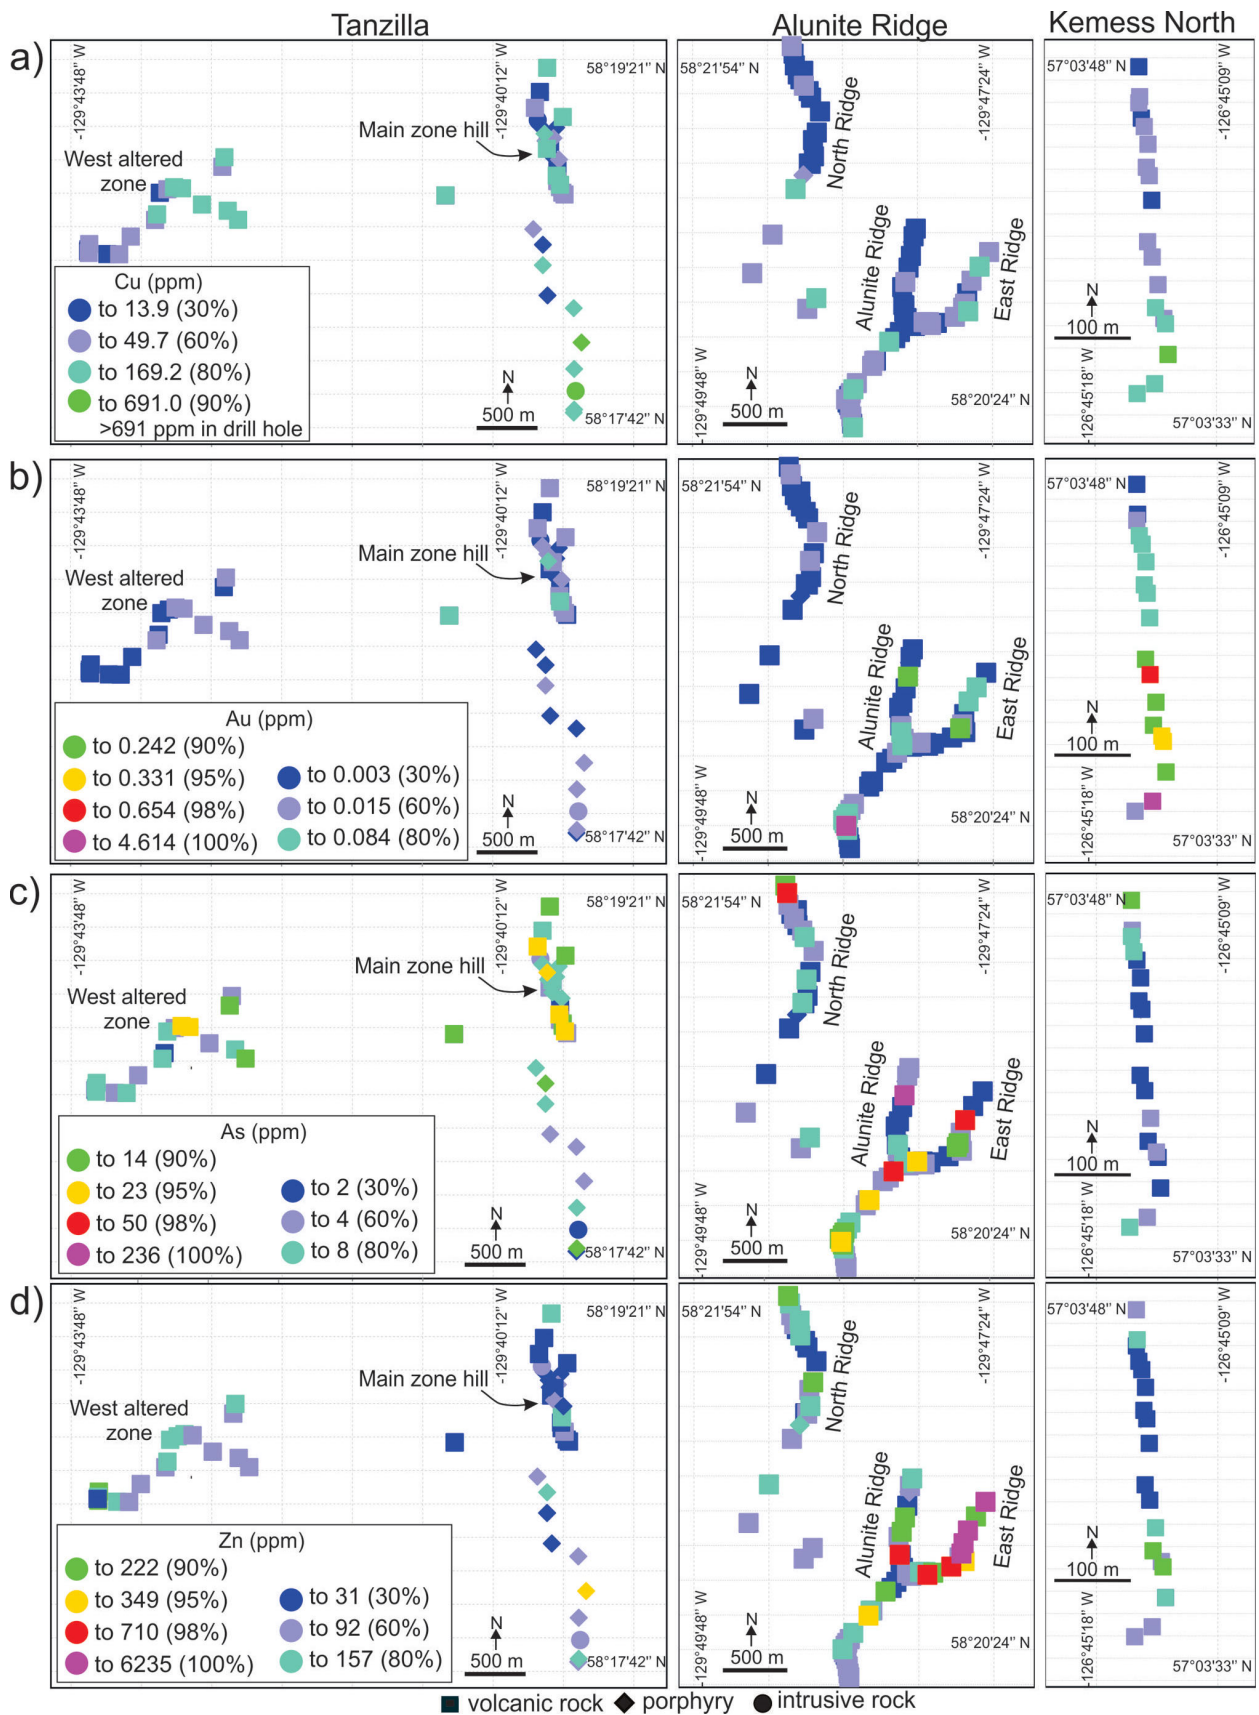 Tanzilla
Alunite Ridge
Kemess North
a)
-129°43'48" W
-129°40'12" W
58°19'21" N
Main zone hill
West altered
zone
Cu (ppm)
to 13.9 (30%)
to 49.7 (60%)
to 169.2 (80%)
to 691.0 (90%)
>691 ppm in drill hole
N
500 m
58°17'42" N
58°21'54" N
-129°47'24" W
North Ridge
Alunite Ridge
East Ridge
N
500 m
-129°49'48" W
58°20'24" N
57°03'48" N
-126°45'09" W
N
100 m
-126°45'18" W
57°03'33" N
b)
-129°43'48" W
-129°40'12" W
58°19'21" N
Main zone hill
West altered
zone
Au (ppm)
to 0.242 (90%)
to 0.331 (95%)
to 0.654 (98%)
to 4.614 (100%)
to 0.003 (30%)
to 0.015 (60%)
to 0.084 (80%)
N
500 m
58°17'42" N
58°21'54" N
-129°47'24" W
North Ridge
Alunite Ridge
East Ridge
N
500 m
-129°49'48" W
58°20'24" N
57°03'48" N
-126°45'09" W
N
100 m
-126°45'18" W
57°03'33" N
c)
-129°43'48" W
-129°40'12" W
58°19'21" N
Main zone hill
West altered
zone
As (ppm)
to 14 (90%)
to 23 (95%)
to 50 (98%)
to 236 (100%)
to 2 (30%)
to 4 (60%)
to 8 (80%)
N
500 m
58°17'42" N
58°21'54" N
-129°47'24" W
North Ridge
Alunite Ridge
East Ridge
N
500 m
-129°49'48" W
58°20'24" N
57°03'48" N
-126°45'09" W
N
100 m
-126°45'18" W
57°03'33" N
d)
-129°43'48" W
-129°40'12" W
58°19'21" N
Main zone hill
West altered
zone
Zn (ppm)
to 222 (90%)
to 349 (95%)
to 710 (98%)
to 6235 (100%)
to 31 (30%)
to 92 (60%)
to 157 (80%)
N
500 m
58°17'42" N
58°21'54" N
-129°47'24" W
North Ridge
Alunite Ridge
East Ridge
N
500 m
-129°49'48" W
58°20'24" N
57°03'48" N
-126°45'09" W
N
100 m
-126°45'18" W
57°03'33" N
volcanic rock
porphyry
intrusive rock